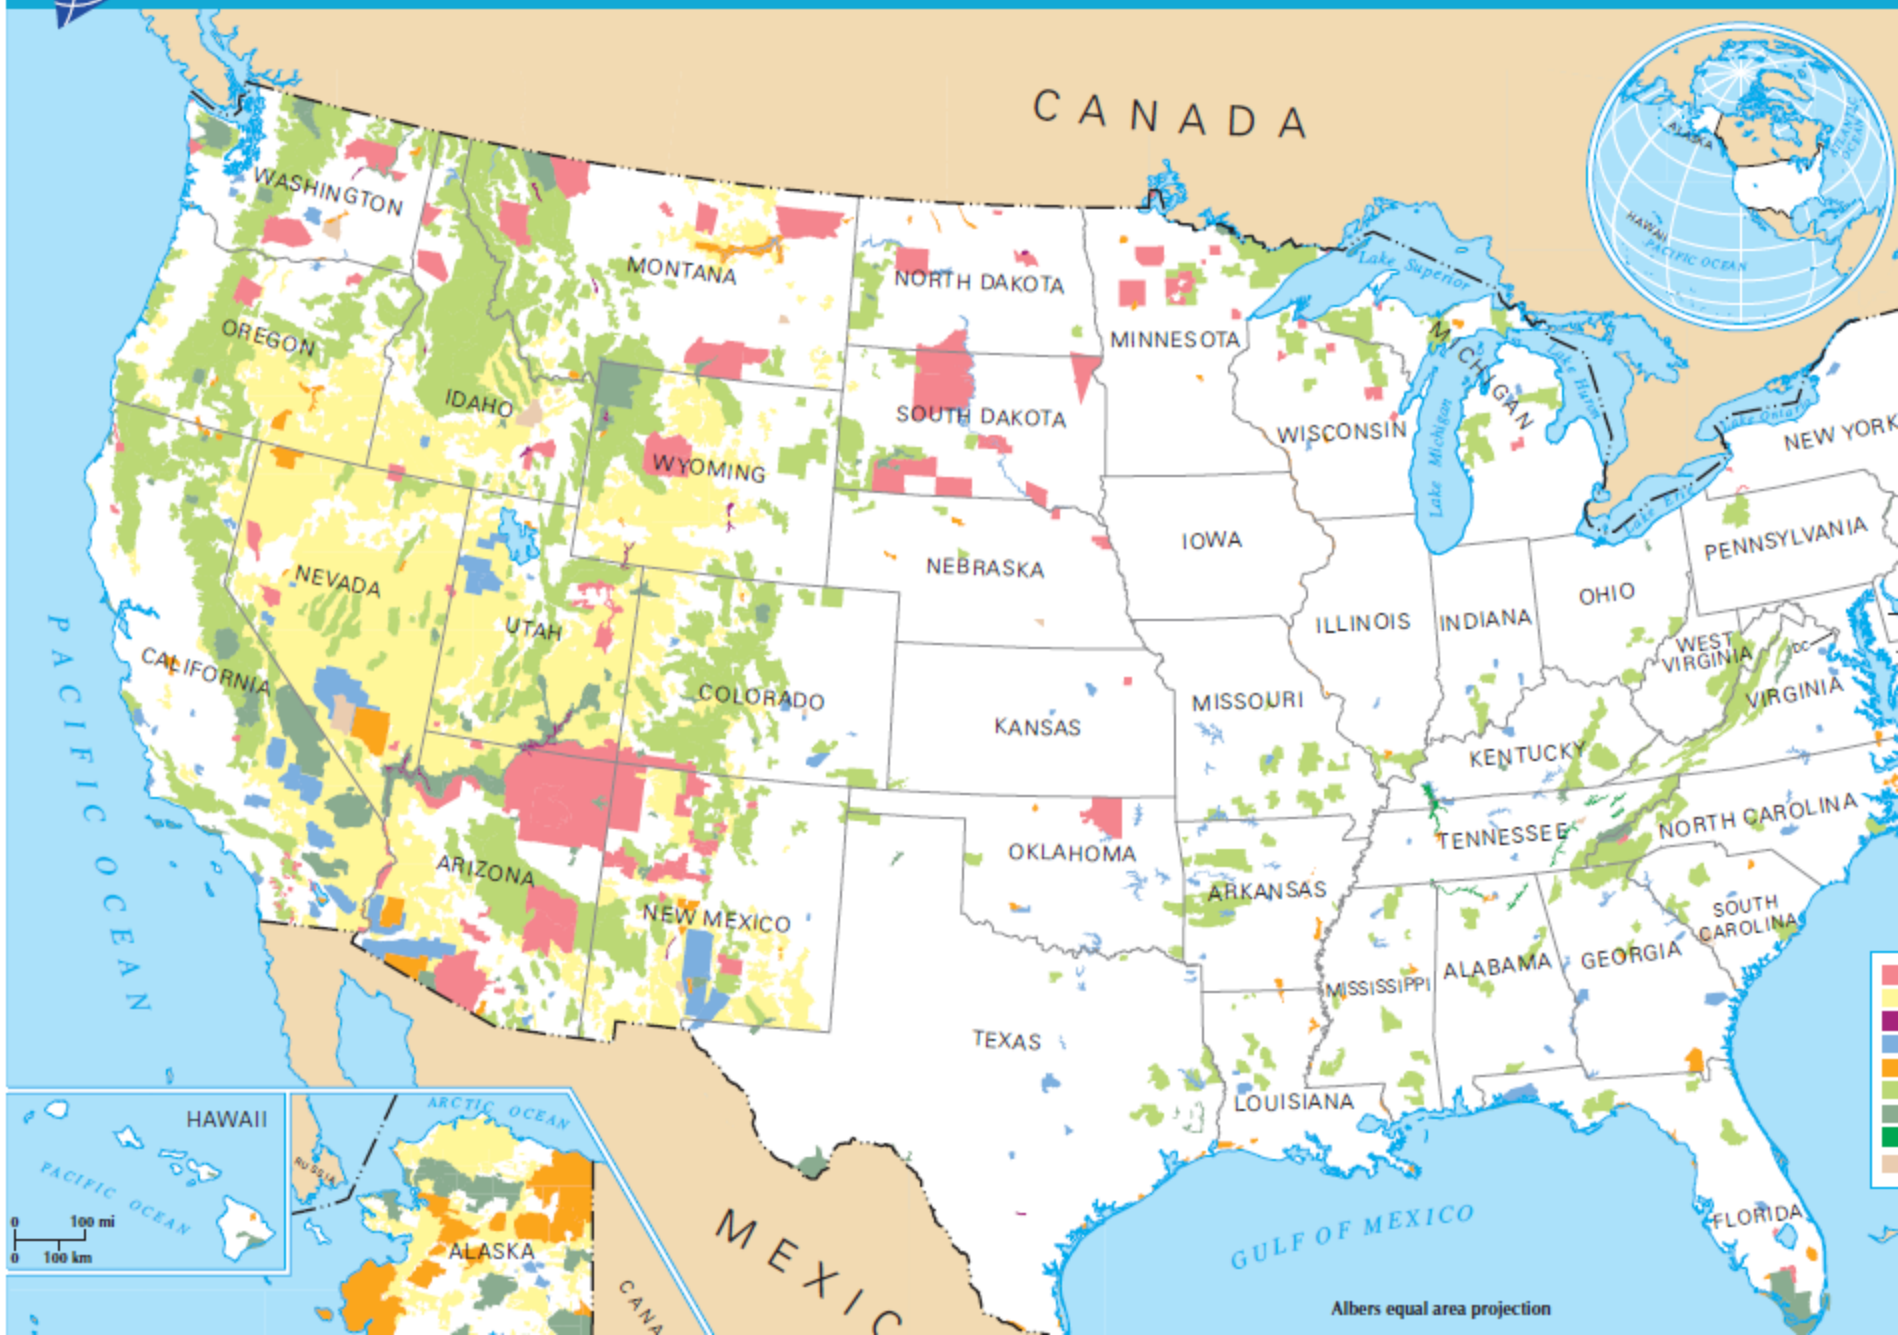 CANADA
ALASKA
ATLANTIC
OCEAN
HAWAII
PACIFIC OCEAN
WASHINGTON
MONTANA
NORTH DAKOTA
MINNESOTA
Lake Superior
MICHIGAN
Lake Huron
Lake Michigan
Lake Ontario
Lake Erie
NEW YORK
OREGON
IDAHO
SOUTH DAKOTA
WISCONSIN
WYOMING
IOWA
PENNSYLVANIA
NEBRASKA
NEVADA
UTAH
ILLINOIS
INDIANA
OHIO
WEST
VIRGINIA
DC
VIRGINIA
PACIFIC OCEAN
CALIFORNIA
COLORADO
KANSAS
MISSOURI
KENTUCKY
ARIZONA
NEW MEXICO
OKLAHOMA
ARKANSAS
TENNESSEE
NORTH CAROLINA
SOUTH
CAROLINA
MISSISSIPPI
ALABAMA
GEORGIA
TEXAS
LOUISIANA
FLORIDA
HAWAII
PACIFIC OCEAN
0 100 mi
0 100 km
ARCTIC OCEAN
RUSSIA
ALASKA
CANA
MEXIC
GULF OF MEXICO
Albers equal area projection